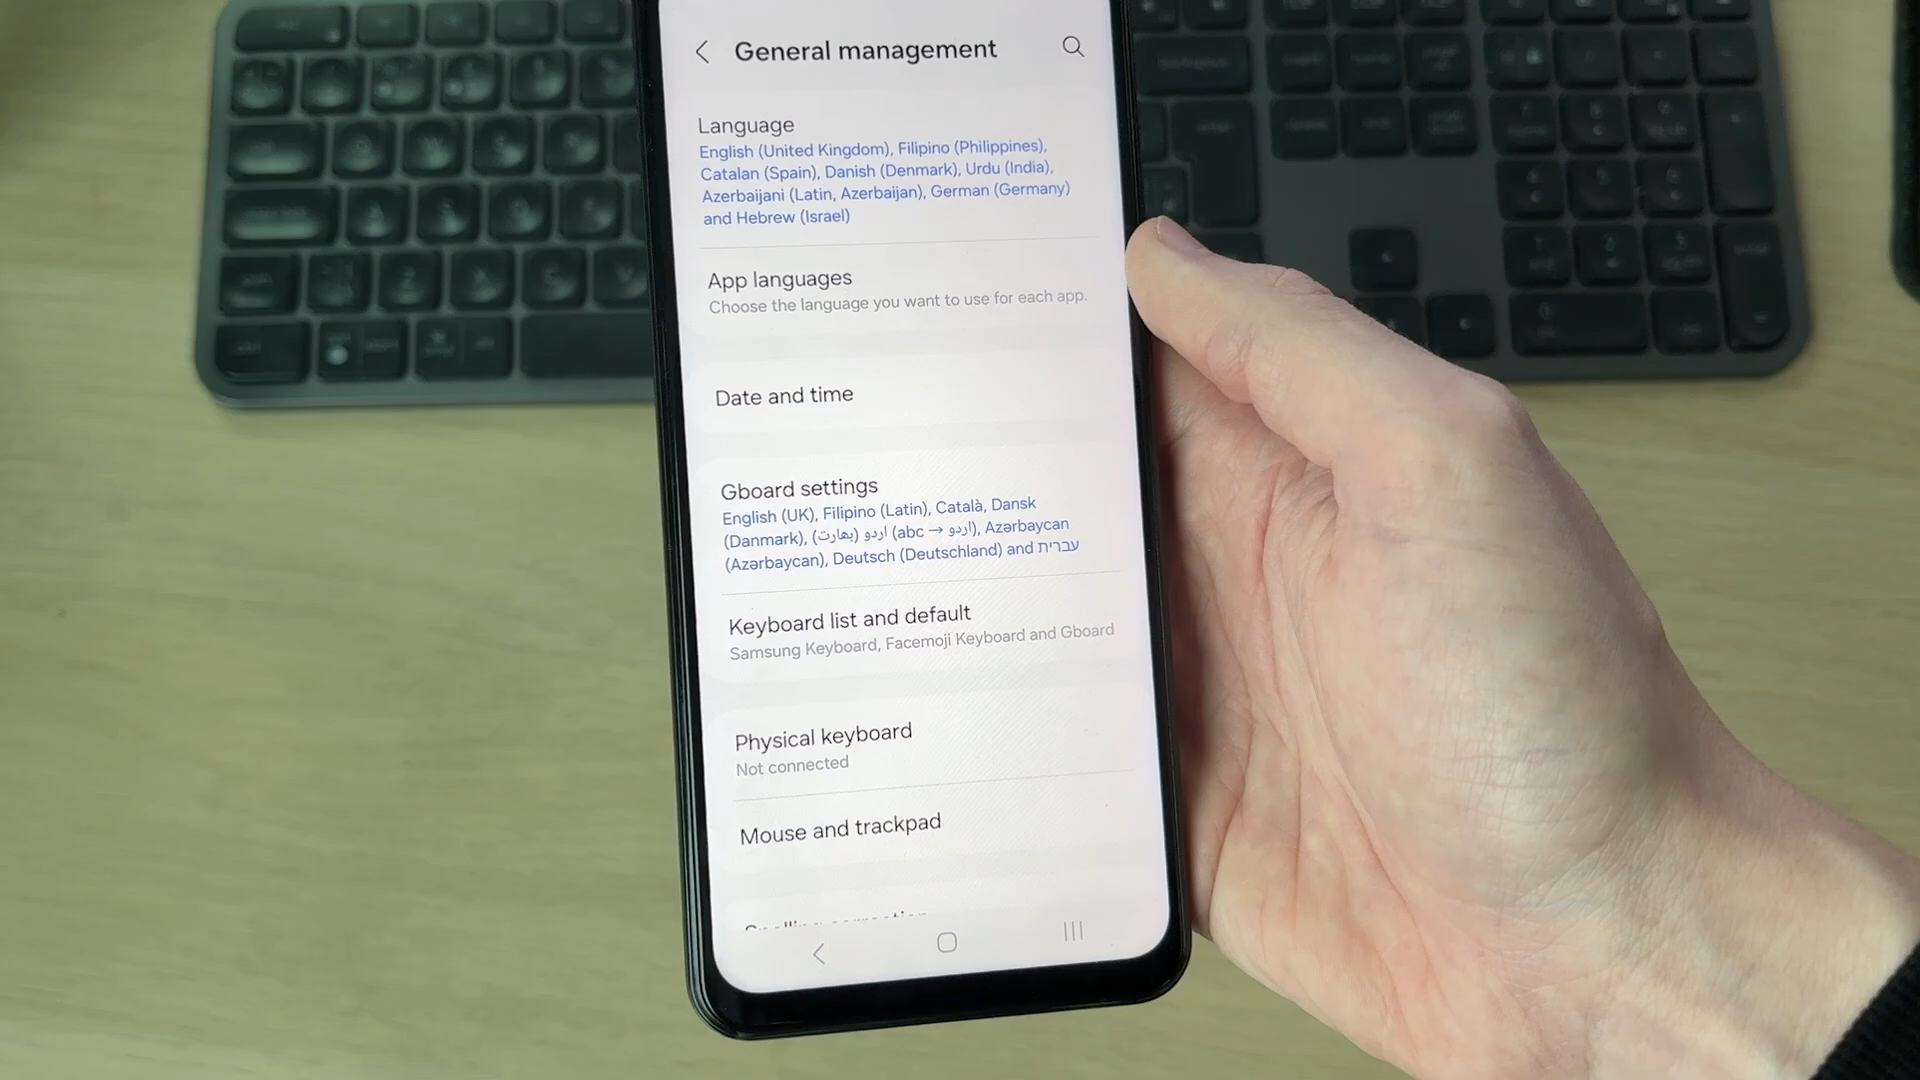 General management
Language
English (United Kingdom), Filipino (Philippines),
Catalan (Spain), Danish (Denmark), Urdu (India),
Azerbaijani (Latin, Azerbaijan), German (Germany)
and Hebrew (Israel)
App languages
Choose the language you want to use for each app.
Date and time
Gboard settings
English (UK), Filipino (Latin), Català, Dansk
(Danmark), اردو (بھارت) (abc → اردو), Azərbaycan
(Azərbaycan), Deutsch (Deutschland) and עברית
Keyboard list and default
Samsung Keyboard, Facemoji Keyboard and Gboard
Physical keyboard
Not connected
Mouse and trackpad